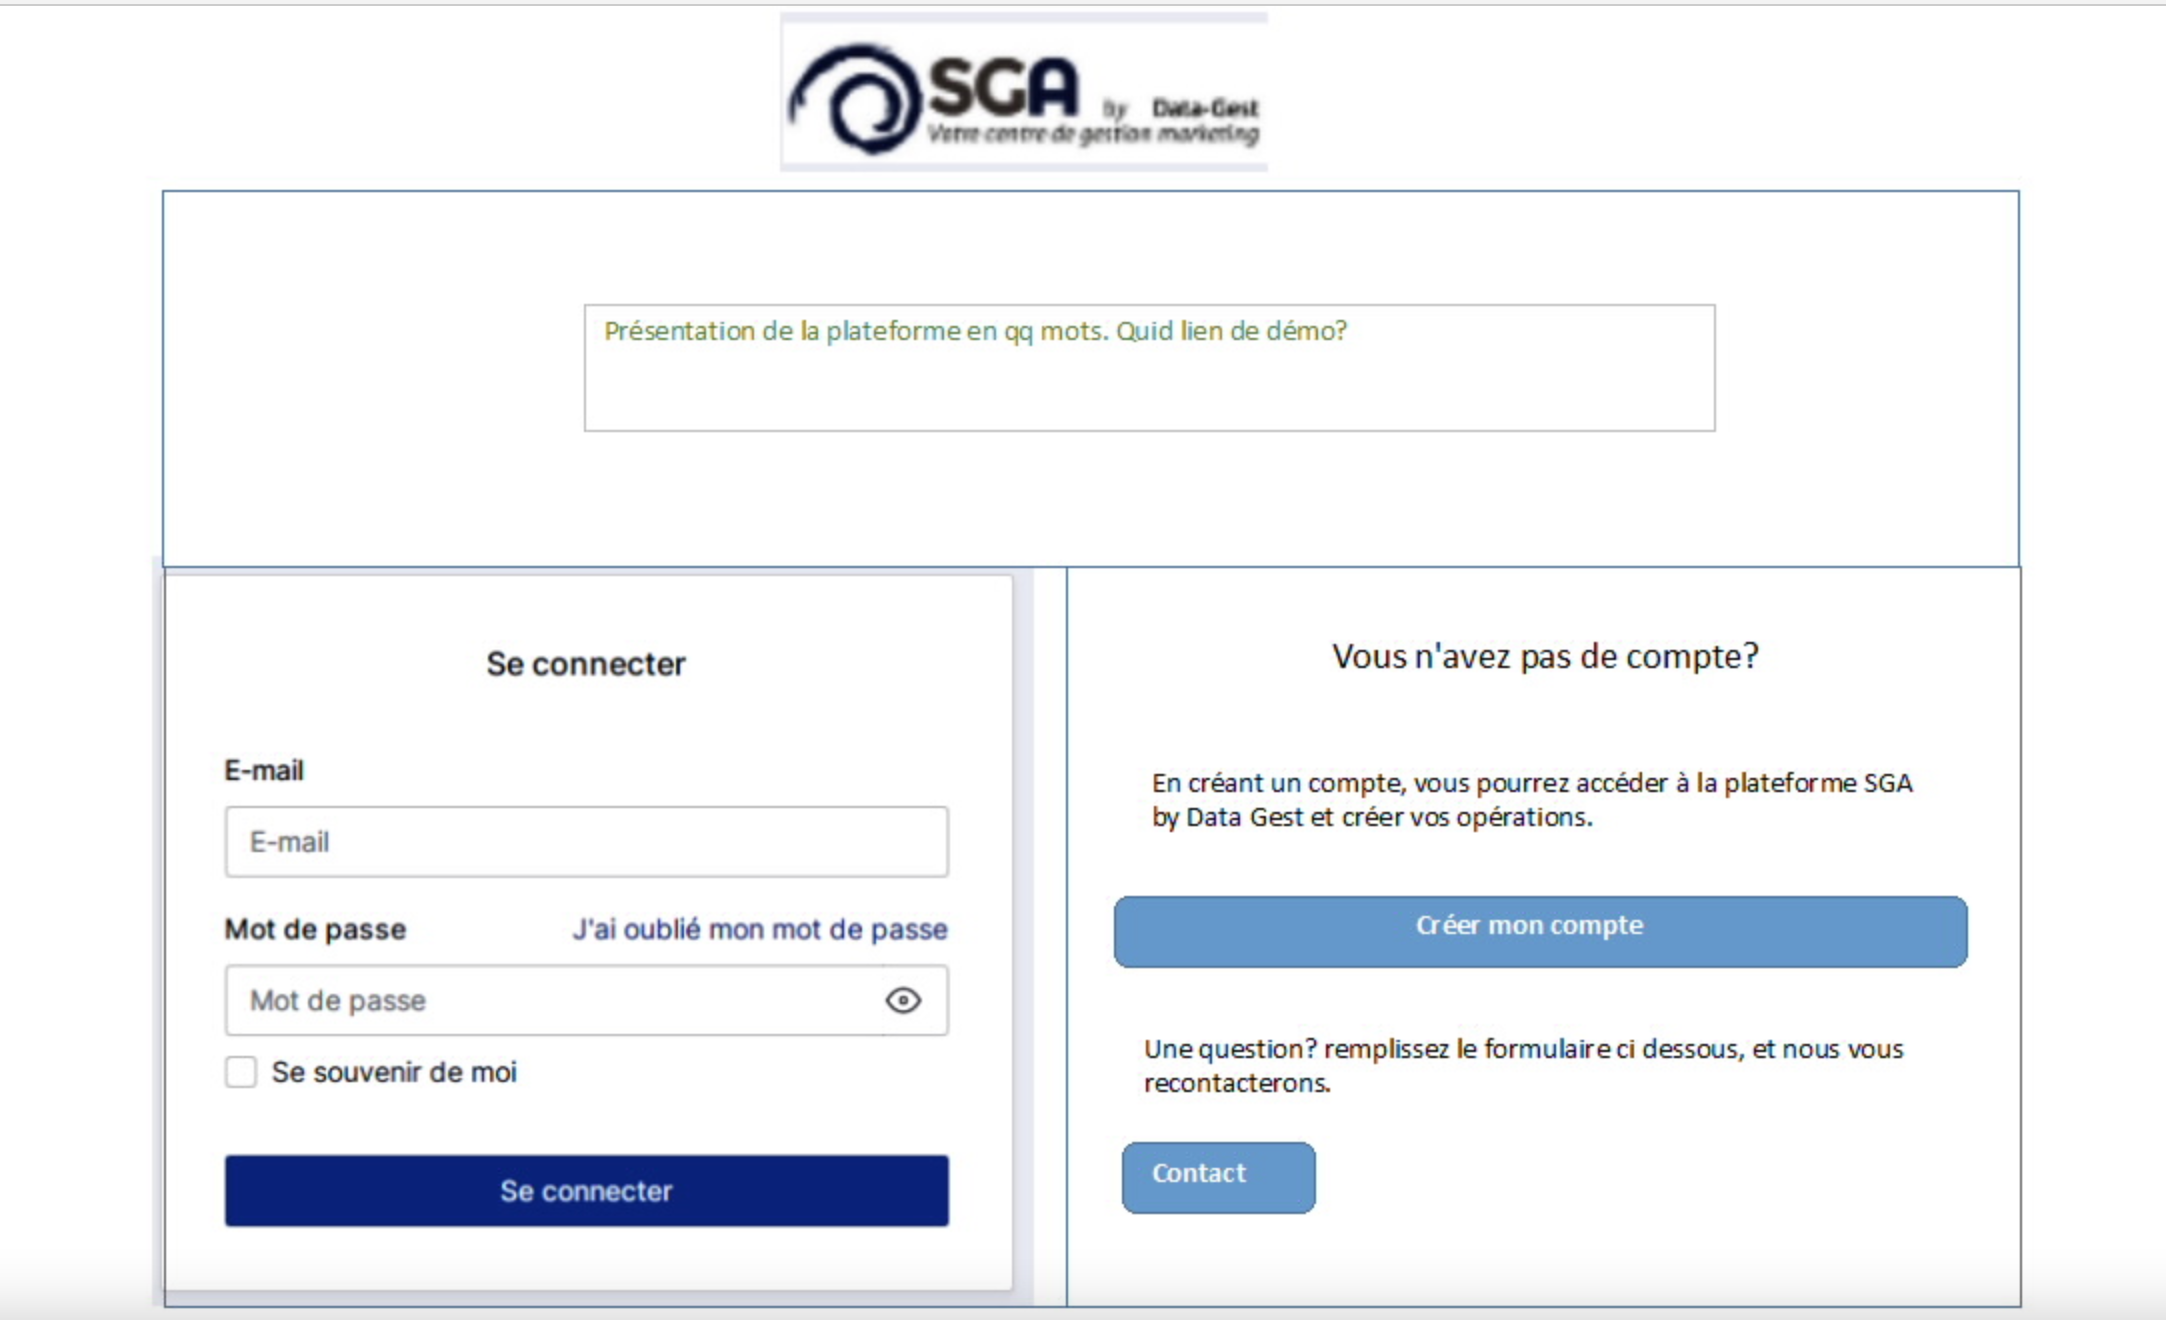 SGA by Data-Gest
Votre centre de gestion marketing
Présentation de la plateforme en qq mots. Quid lien de démo?
Se connecter
E-mail
E-mail
Mot de passe J'ai oublié mon mot de passe
Mot de passe
Se souvenir de moi
Se connecter
Vous n'avez pas de compte?
En créant un compte, vous pourrez accéder à la plateforme SGA
by Data Gest et créer vos opérations.
Créer mon compte
Une question? remplissez le formulaire ci dessous, et nous vous
recontacterons.
Contact